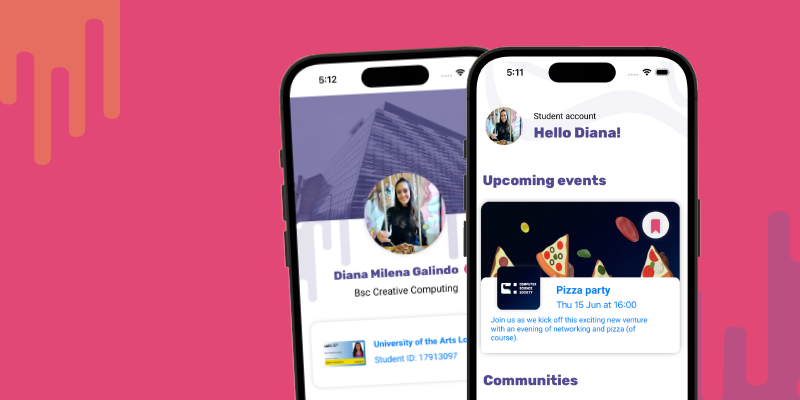 5:12
Diana Milena Galindo
Bsc Creative Computing
University of the Arts Lo
Student ID: 17913097
5:11
Student account
Hello Diana!
Upcoming events
COMPUTER
SCIENCE
SOCIETY
Pizza party
Thu 15 Jun at 16:00
Join us as we kick off this exciting new venture
with an evening of networking and pizza (of
course).
Communities